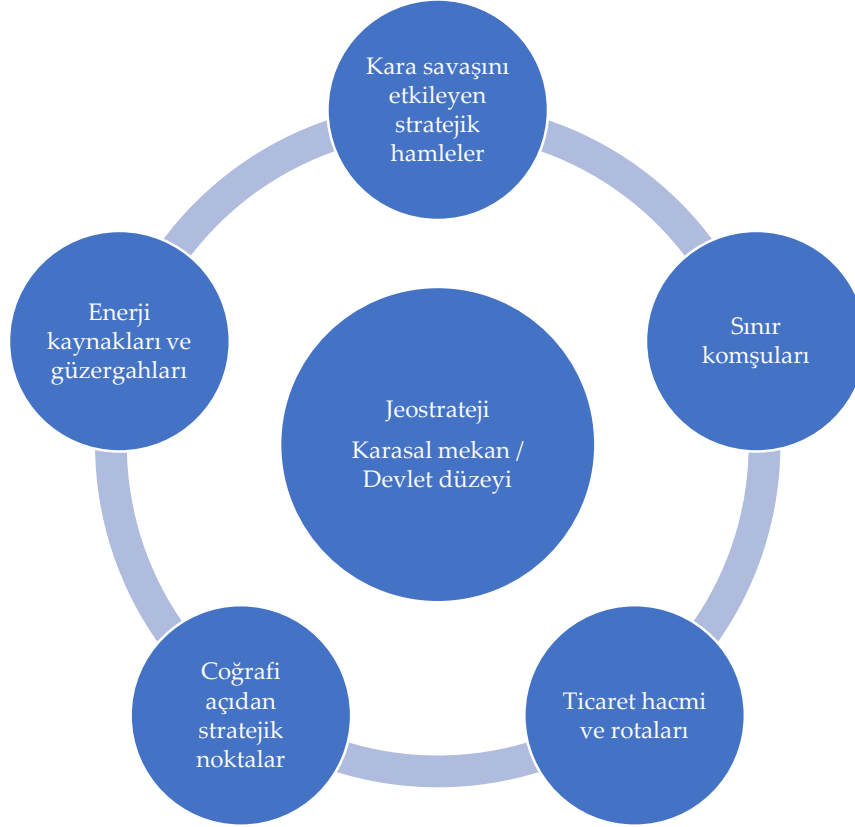 Kara savaşını
etkileyen
stratejik
hamleler
Sınır
komşuları
Ticaret hacmi
ve rotaları
Coğrafi
açıdan
stratejik
noktalar
Enerji
kaynakları ve
güzergahları
Jeostrateji
Karasal mekan /
Devlet düzeyi